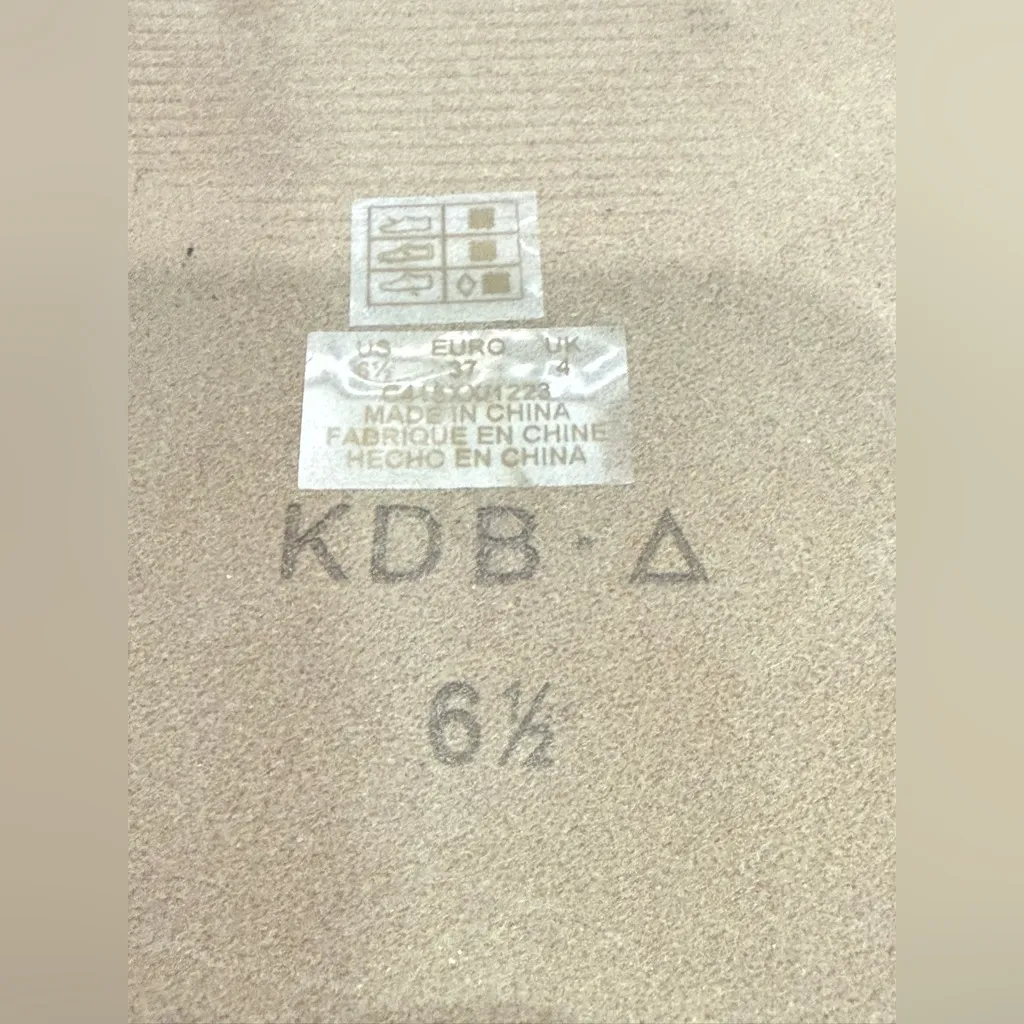 US EURO UK
6½ 37 4
MADE IN CHINA
FABRIQUE EN CHINE
HECHO EN CHINA
KDB · Δ
6½